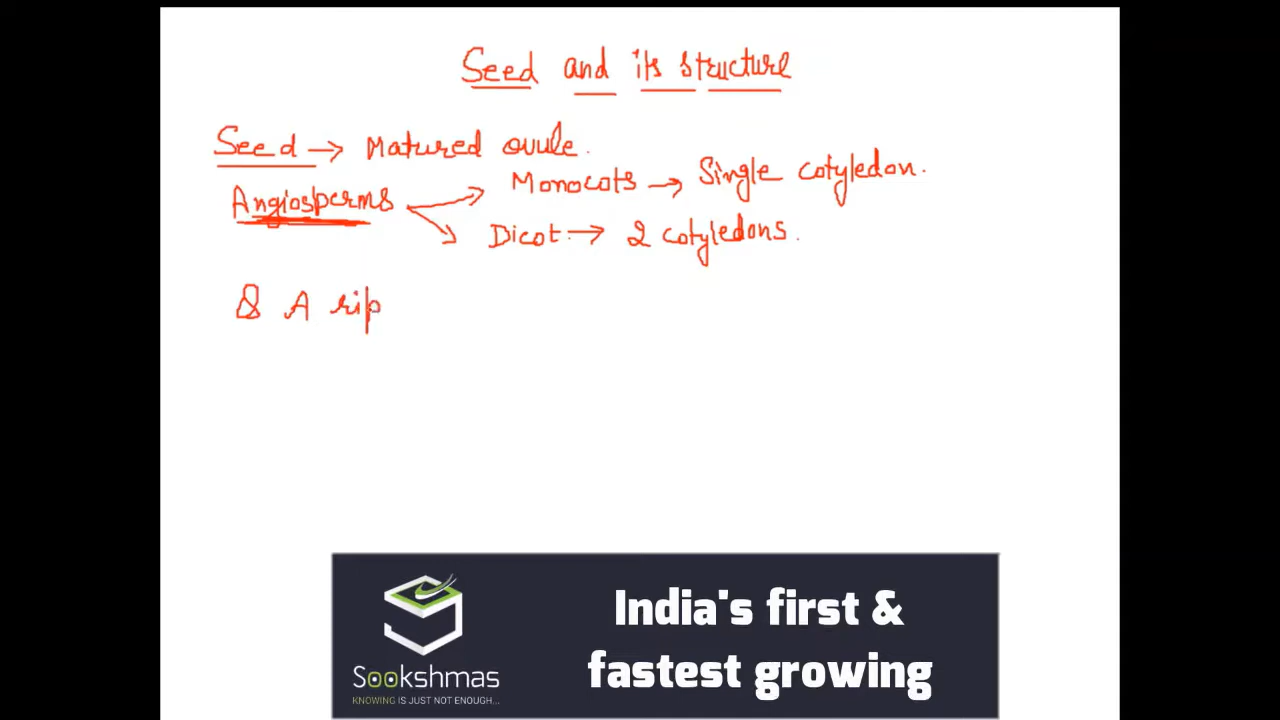 Seed and its structure
Seed → Matured ovule.
Angiosperms → Monocots → Single cotyledon.
→ Dicot → 2 cotyledons.
& A rip
India's first &
fastest growing
Sookshmas
KNOWING IS JUST NOT ENOUGH...